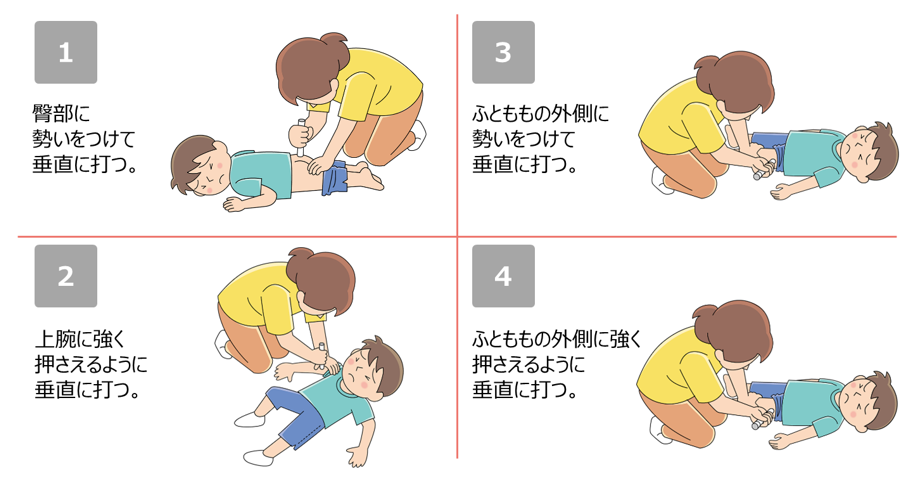 1
臀部に
勢いをつけて
垂直に打つ。
2
上腕に強く
押さえるように
垂直に打つ。
3
ふとももの外側に
勢いをつけて
垂直に打つ。
4
ふとももの外側に強く
押さえるように
垂直に打つ。